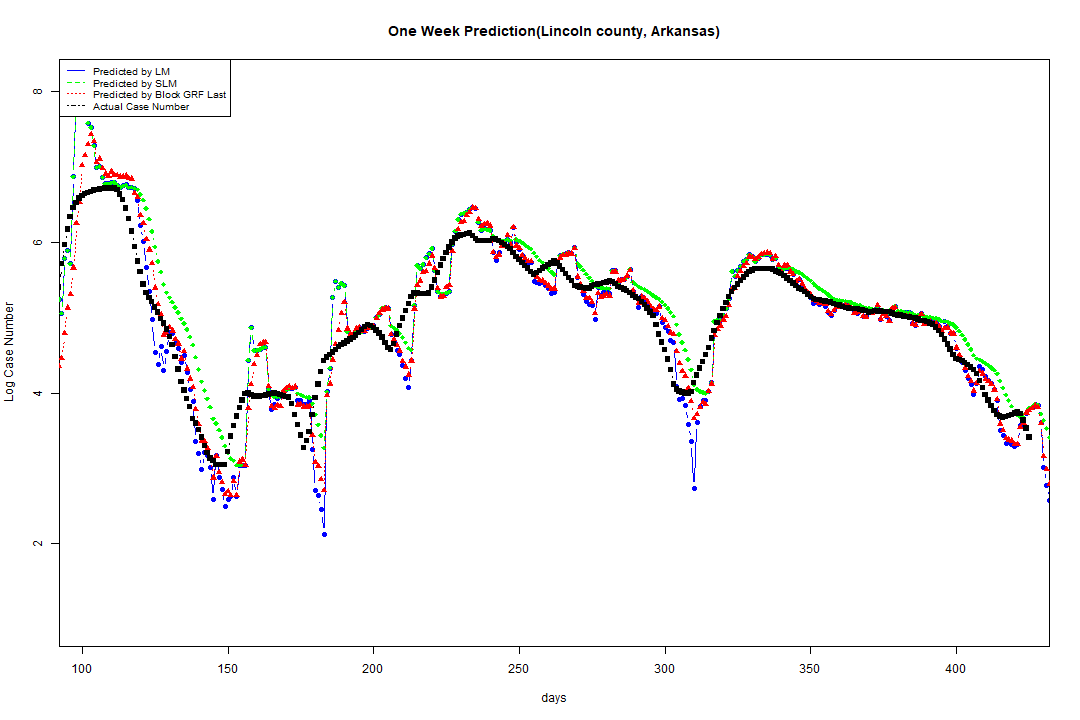 One Week Prediction(Lincoln county, Arkansas)
Predicted by LM
Predicted by SLM
Predicted by Block GRF Last
Actual Case Number
Log Case Number
8
6
4
2
100 150 200 250 300 350 400
days